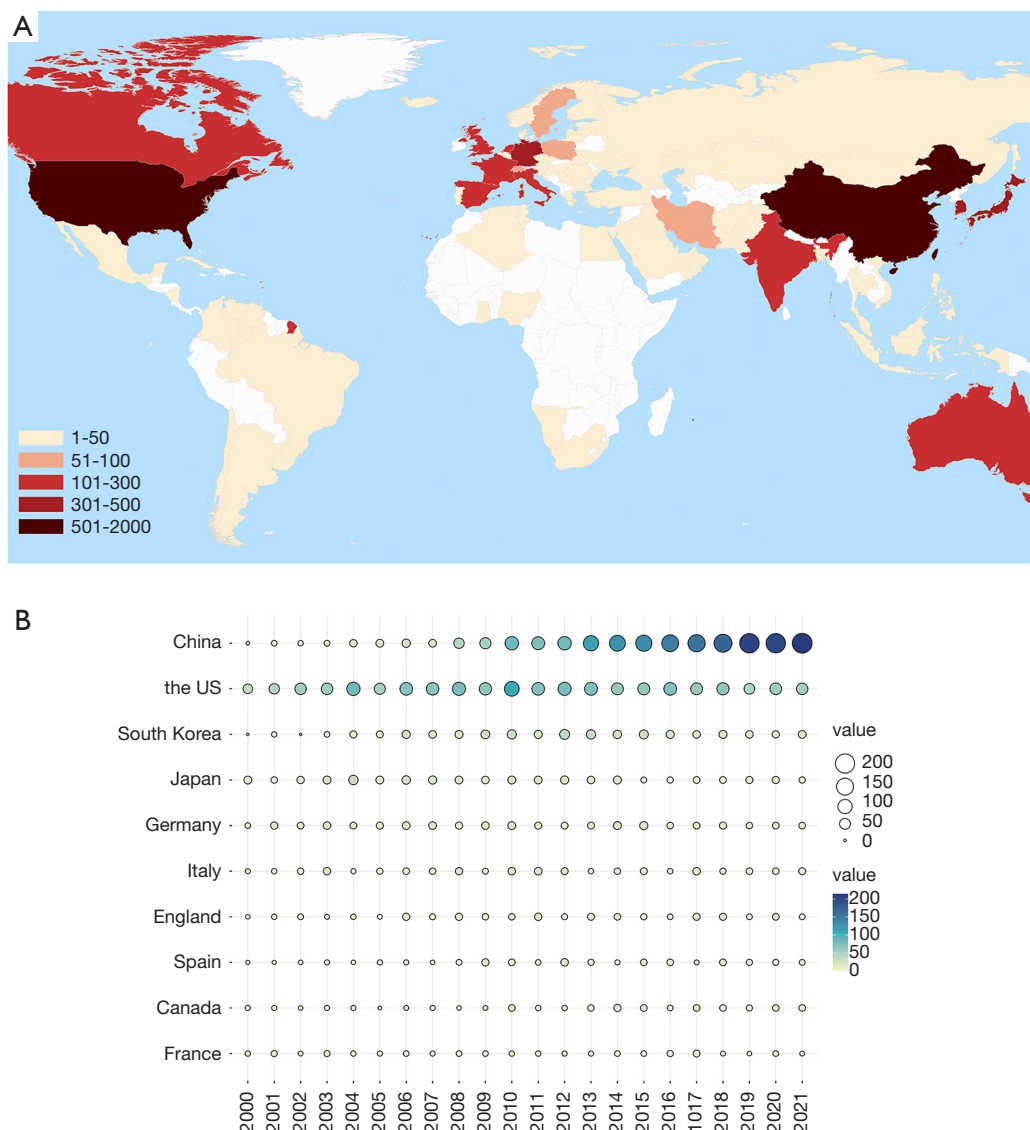 A
1-50
51-100
101-300
301-500
501-2000
B
China
the US
South Korea
Japan
Germany
Italy
England
Spain
Canada
France
value
200
150
100
50
0
value
200
150
100
50
0
2000 2001 2002 2003 2004 2005 2006 2007 2008 2009 2010 2011 2012 2013 2014 2015 2016 2017 2018 2019 2020 2021